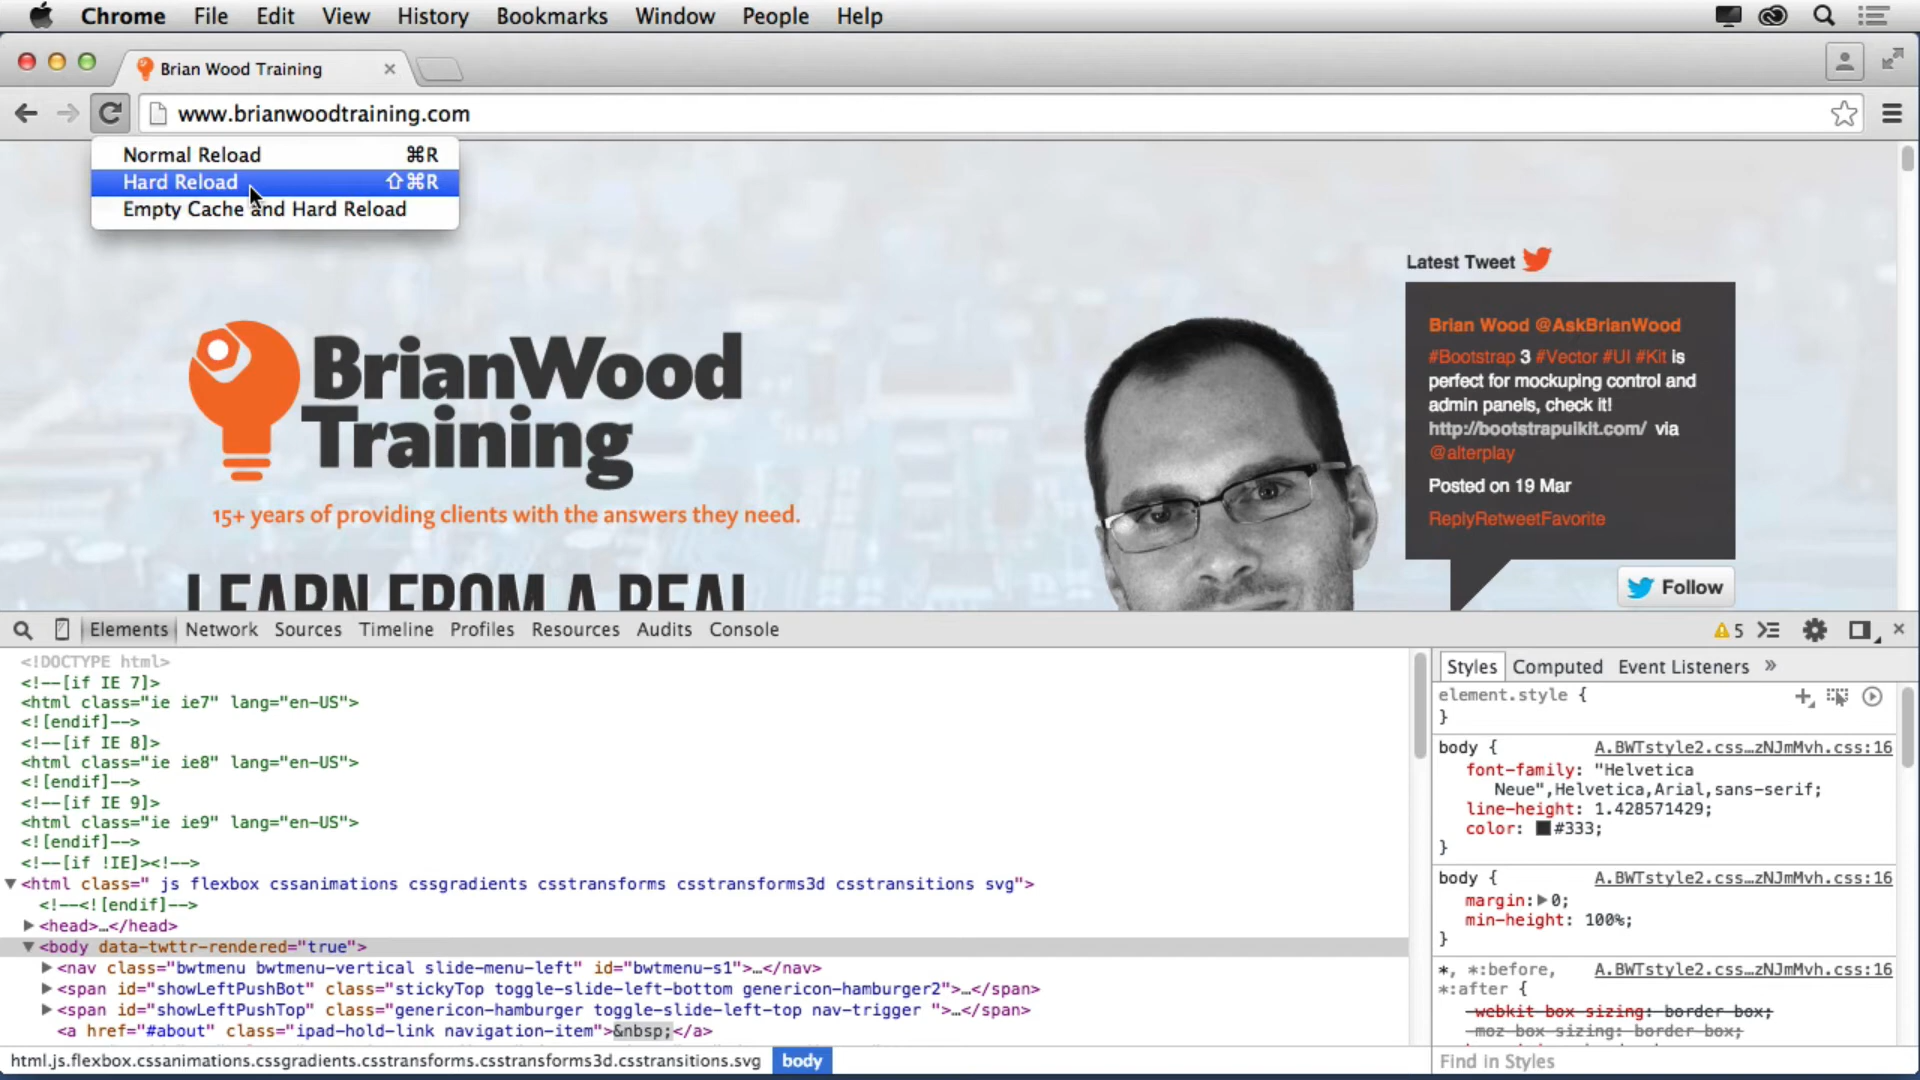 Chrome File Edit View History Bookmarks Window People Help
Brian Wood Training
www.brianwoodtraining.com
Normal Reload ⌘R
Hard Reload ⇧⌘R
Empty Cache and Hard Reload
Latest Tweet
Brian Wood @AskBrianWood
#Bootstrap 3 #Vector #UI #Kit is
perfect for mockuping control and
admin panels, check it!
http://bootstrapuikit.com/ via
@alterplay
Posted on 19 Mar
ReplyRetweetFavorite
Follow
BrianWood
Training
15+ years of providing clients with the answers they need.
LEARN FROM A REAL
Elements Network Sources Timeline Profiles Resources Audits Console 5
<!DOCTYPE html>
<!--[if IE 7]>
<html class="ie ie7" lang="en-US">
<![endif]-->
<!--[if IE 8]>
<html class="ie ie8" lang="en-US">
<![endif]-->
<!--[if IE 9]>
<html class="ie ie9" lang="en-US">
<![endif]-->
<!--[if !IE]><!-->
<html class=" js flexbox cssanimations cssgradients csstransforms csstransforms3d csstransitions svg">
<!--<![endif]-->
<head>…</head>
<body data-twttr-rendered="true">
<nav class="bwtmenu bwtmenu-vertical slide-menu-left" id="bwtmenu-s1">…</nav>
<span id="showLeftPushBot" class="stickyTop toggle-slide-left-bottom genericon-hamburger2">…</span>
<span id="showLeftPushTop" class="genericon-hamburger toggle-slide-left-top nav-trigger ">…</span>
<a href="#about" class="ipad-hold-link navigation-item">&nbsp;</a>
html.js.flexbox.cssanimations.cssgradients.csstransforms.csstransforms3d.csstransitions.svg body
Styles Computed Event Listeners »
element.style {
}
body { A.BWTstyle2.css…zNJmMvh.css:16
font-family: "Helvetica
Neue",Helvetica,Arial,sans-serif;
line-height: 1.428571429;
color: #333;
}
body { A.BWTstyle2.css…zNJmMvh.css:16
margin: 0;
min-height: 100%;
}
*, *:before, A.BWTstyle2.css…zNJmMvh.css:16
*:after {
-webkit-box-sizing: border-box;
-moz-box-sizing: border-box;
Find in Styles